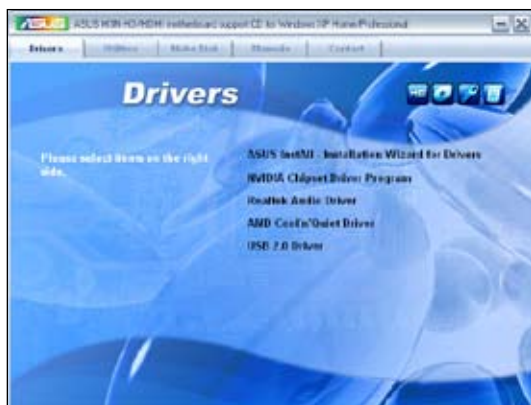 ASUS ASUS M3N-HD/HDMI motherboard support CD for Windows XP Home/Professional
Drivers Utilities Make Disk Manuals Contact
Drivers
Please select items on the right side.
ASUS InstAll - Installation Wizard for Drivers
NVIDIA Chipset Driver Program
Realtek Audio Driver
AMD Cool'n'Quiet Driver
USB 2.0 Driver